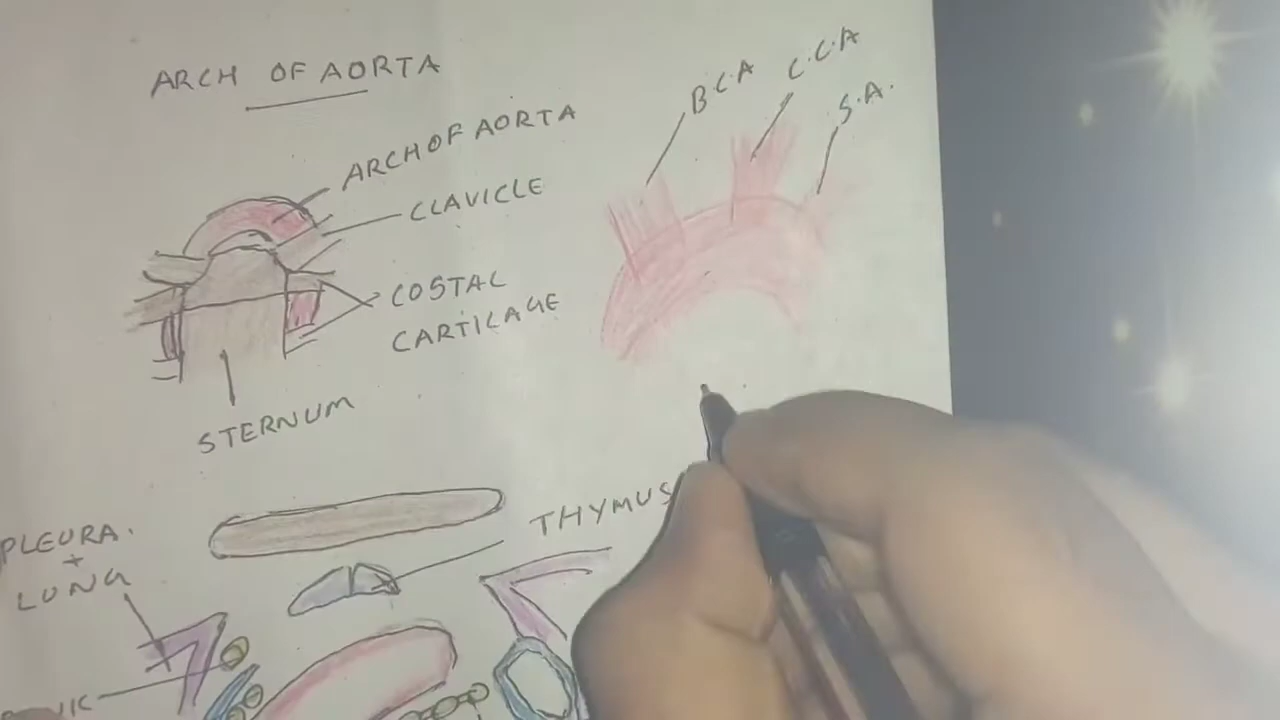 ARCH OF AORTA
ARCH OF AORTA
CLAVICLE
COSTAL
CARTILAGE
STERNUM
B.C.A
C.C.A
S.A.
THYMUS
PLEURA.
+
LUNG